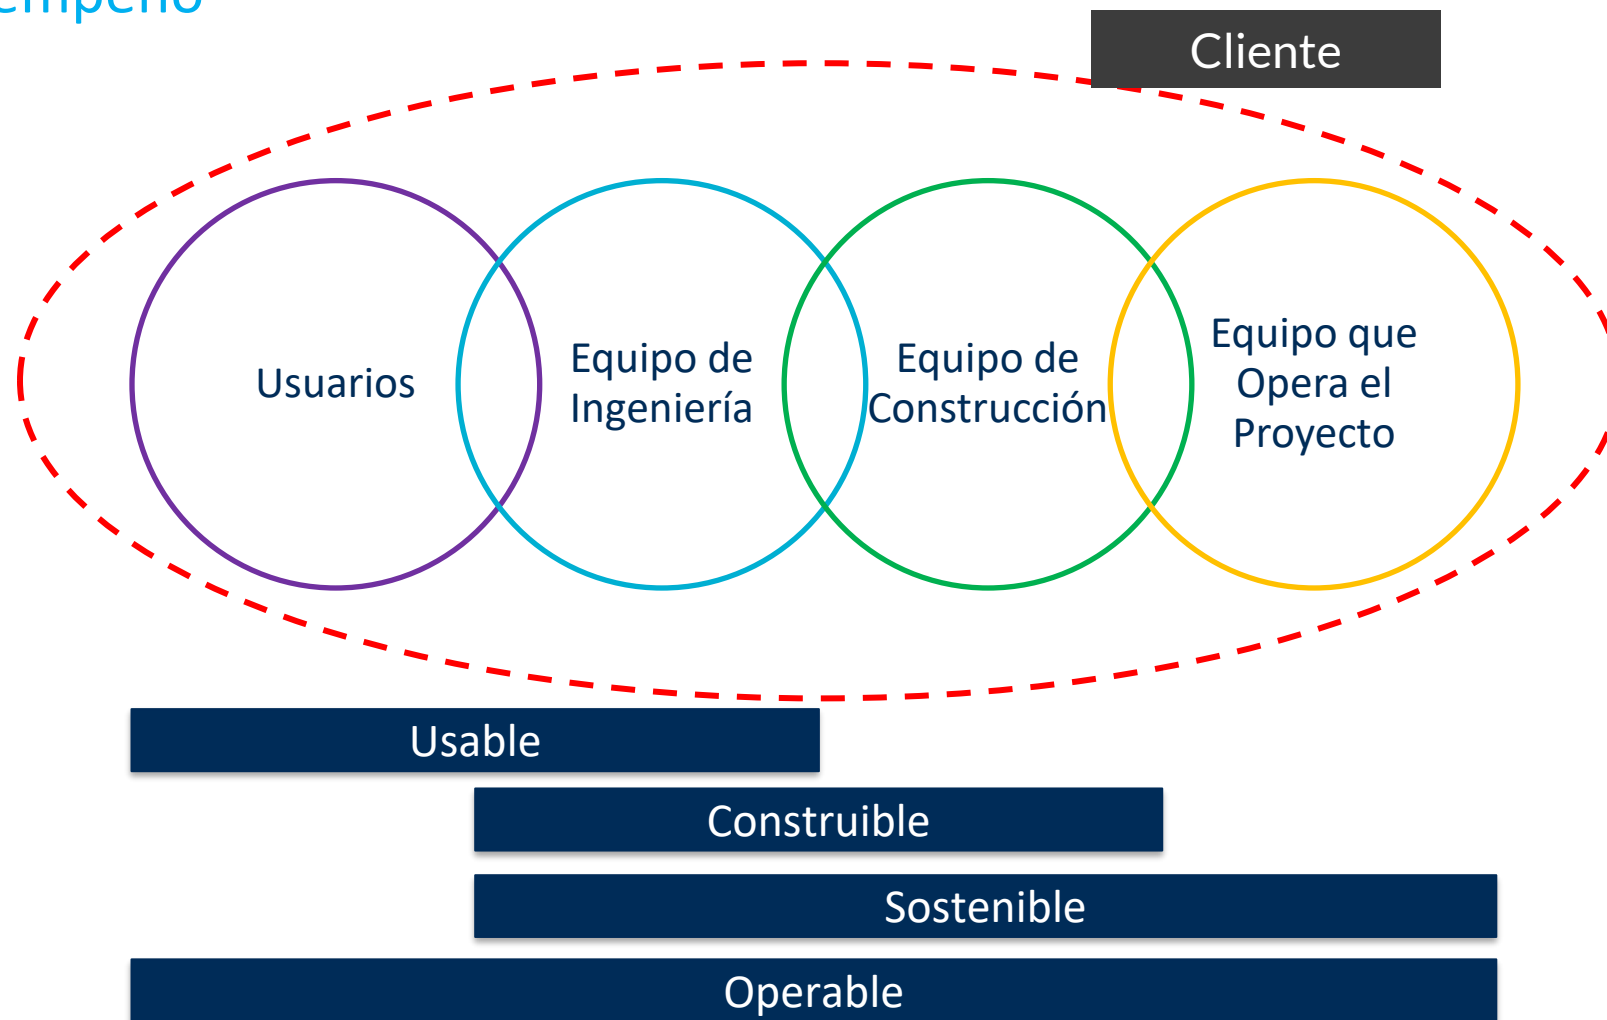 Cliente
Usuarios
Equipo de
Ingeniería
Equipo de
Construcción
Equipo que
Opera el
Proyecto
Usable
Construible
Sostenible
Operable